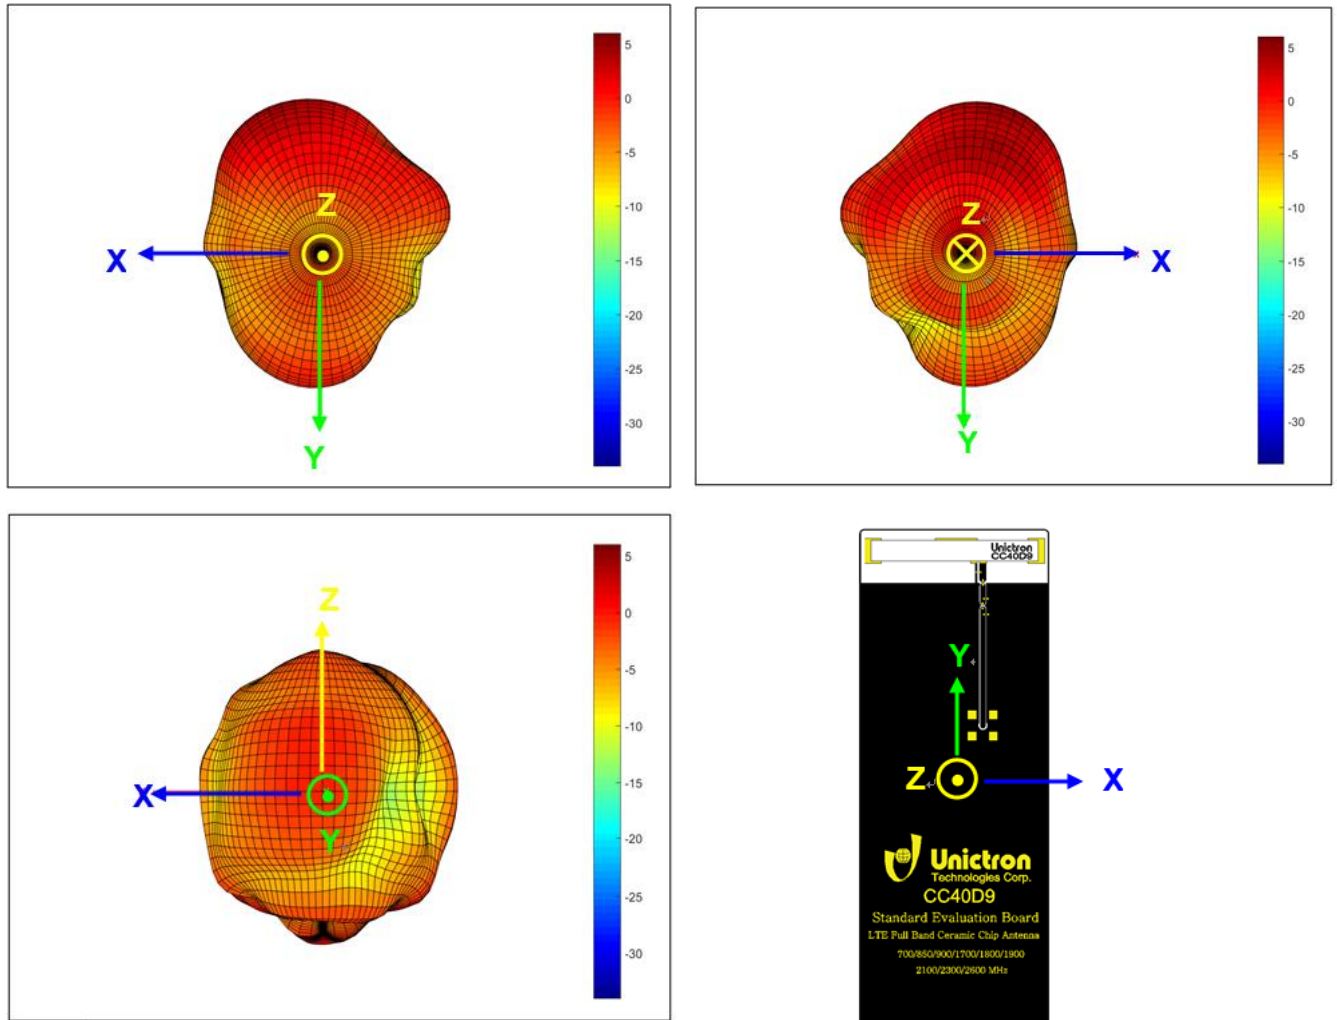 5
0
-5
-10
-15
-20
-25
-30
Z
X
Y
5
0
-5
-10
-15
-20
-25
-30
Z
X
Y
5
0
-5
-10
-15
-20
-25
-30
Z
X
Y
Unictron
CC40D9
Y
Z
X
Unictron
Technologies Corp.
CC40D9
Standard Evaluation Board
LTE Full Band Ceramic Chip Antenna
700/850/900/1700/1800/1900
2100/2300/2600 MHz